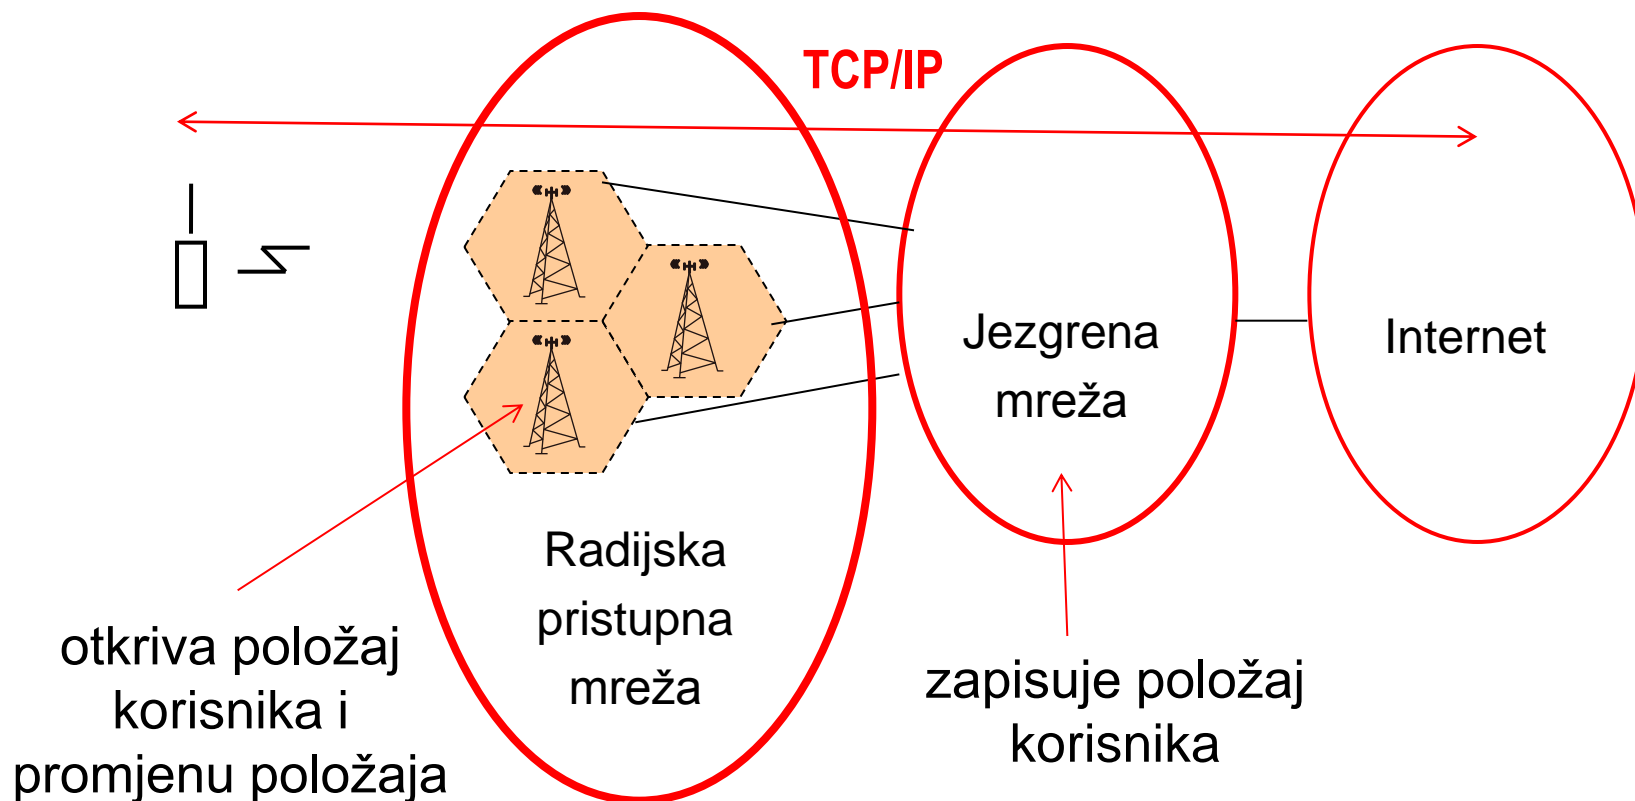 TCP/IP
Jezgrena
mreža
Internet
Radijska
pristupna
mreža
otkriva položaj
korisnika i
promjenu položaja
zapisuje položaj
korisnika